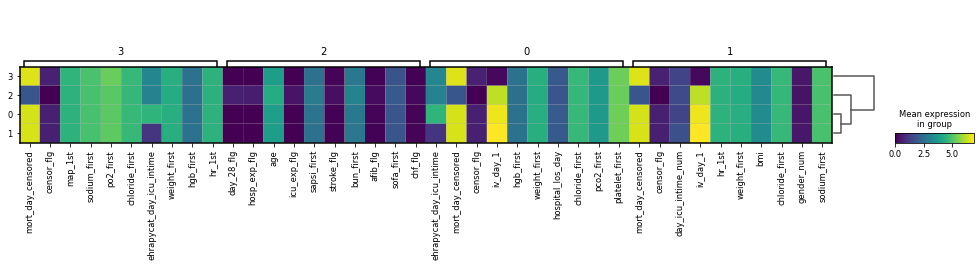 3 2 0 1
3
2
0
1
mort_day_censored
censor_flg
map_1st
sodium_first
po2_first
chloride_first
ehrapycat_day_icu_intime
weight_first
hgb_first
hr_1st
day_28_flg
hosp_exp_flg
age
icu_exp_flg
sapsi_first
stroke_flg
bun_first
afib_flg
sofa_first
chf_flg
ehrapycat_day_icu_intime
mort_day_censored
censor_flg
iv_day_1
hgb_first
weight_first
hospital_los_day
chloride_first
pco2_first
platelet_first
mort_day_censored
censor_flg
day_icu_intime_num
iv_day_1
hr_1st
weight_first
bmi
chloride_first
gender_num
sodium_first
Mean expression
in group
0.0 2.5 5.0